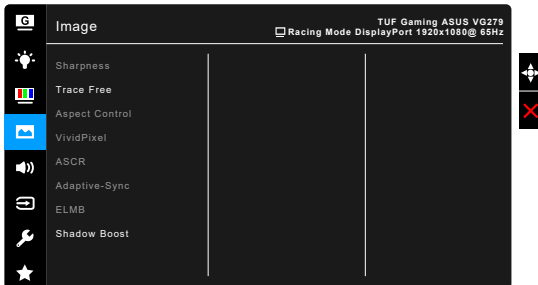 G
Image
TUF Gaming ASUS VG279
Racing Mode DisplayPort 1920x1080@ 65Hz
Sharpness
Trace Free
Aspect Control
VividPixel
ASCR
Adaptive-Sync
ELMB
Shadow Boost